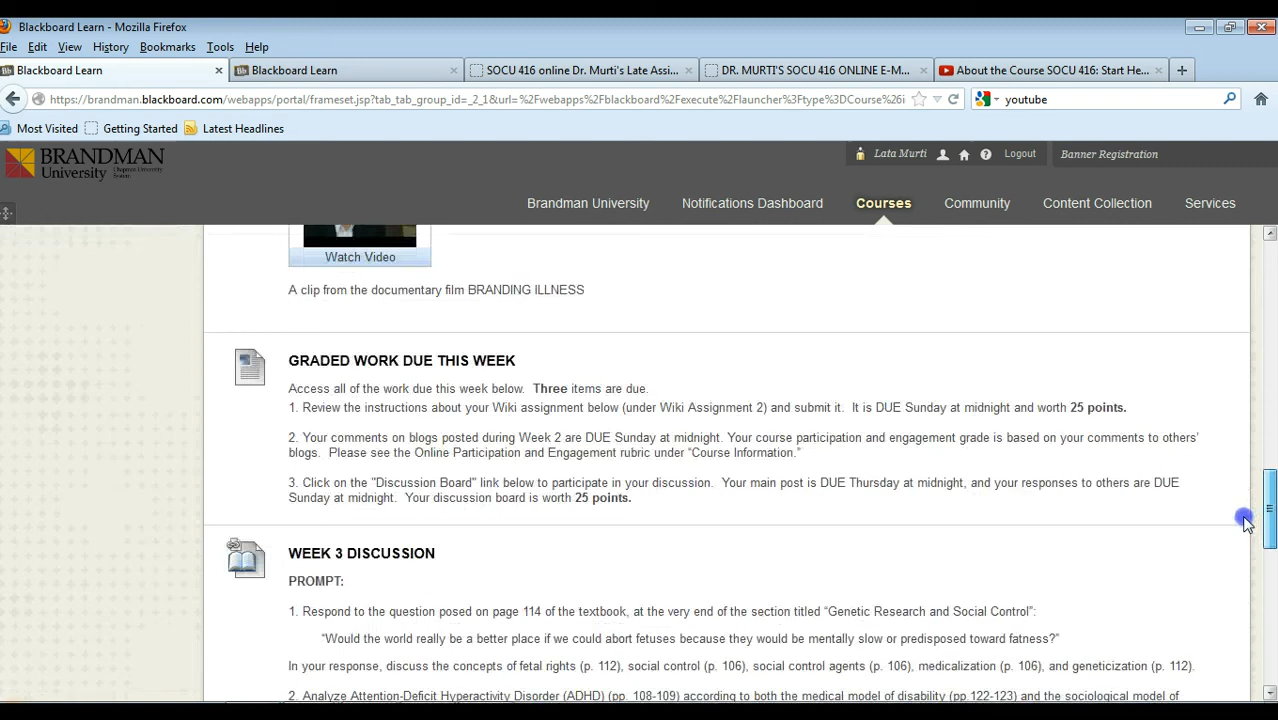 Blackboard Learn - Mozilla Firefox
File Edit View History Bookmarks Tools Help
Blackboard Learn × Blackboard Learn × SOCU 416 online Dr. Murti's Late Assi... × DR. MURTI'S SOCU 416 ONLINE E-M... × About the Course SOCU 416: Start He... × +
https://brandman.blackboard.com/webapps/portal/frameset.jsp?tab_tab_group_id=_2_1&url=%2Fwebapps%2Fblackboard%2Fexecute%2Flauncher%3Ftype%3DCourse%26i youtube
Most Visited Getting Started Latest Headlines
BRANDMAN
University Chapman University System
Lata Murti Logout Banner Registration
Brandman University Notifications Dashboard Courses Community Content Collection Services
Watch Video
A clip from the documentary film BRANDING ILLNESS
GRADED WORK DUE THIS WEEK
Access all of the work due this week below. Three items are due.
1. Review the instructions about your Wiki assignment below (under Wiki Assignment 2) and submit it. It is DUE Sunday at midnight and worth 25 points.
2. Your comments on blogs posted during Week 2 are DUE Sunday at midnight. Your course participation and engagement grade is based on your comments to others'
blogs. Please see the Online Participation and Engagement rubric under “Course Information.”
3. Click on the "Discussion Board" link below to participate in your discussion. Your main post is DUE Thursday at midnight, and your responses to others are DUE
Sunday at midnight. Your discussion board is worth 25 points.
WEEK 3 DISCUSSION
PROMPT:
1. Respond to the question posed on page 114 of the textbook, at the very end of the section titled “Genetic Research and Social Control”:
“Would the world really be a better place if we could abort fetuses because they would be mentally slow or predisposed toward fatness?”
In your response, discuss the concepts of fetal rights (p. 112), social control (p. 106), social control agents (p. 106), medicalization (p. 106), and geneticization (p. 112).
2. Analyze Attention-Deficit Hyperactivity Disorder (ADHD) (pp. 108-109) according to both the medical model of disability (pp.122-123) and the sociological model of